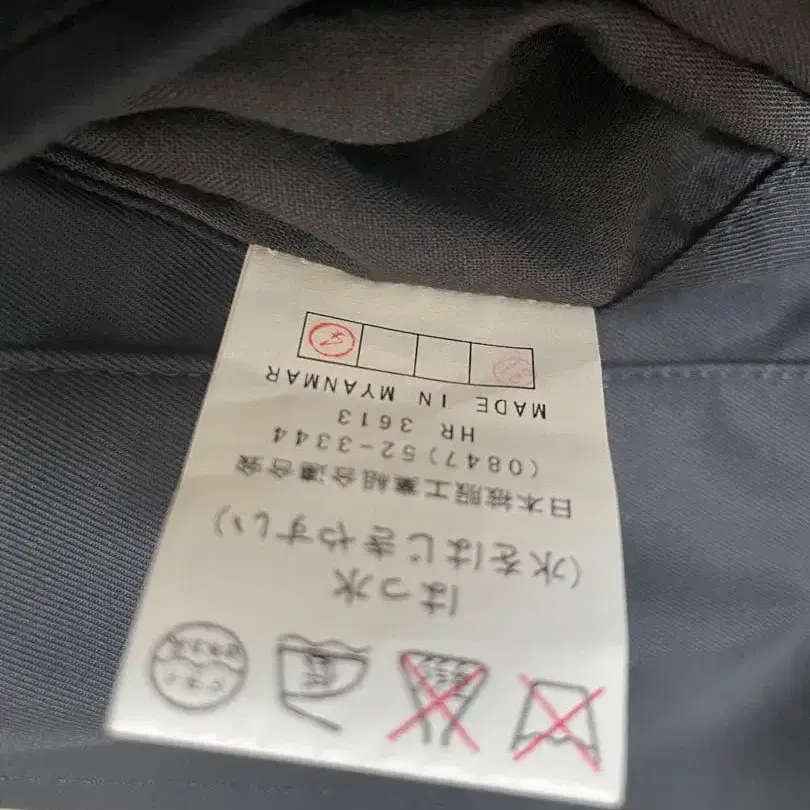 はっ水
(水をはじきやすい)
日本被服工業組合連合会
(0847)52-3344
HR 3613
MADE IN MYANMAR